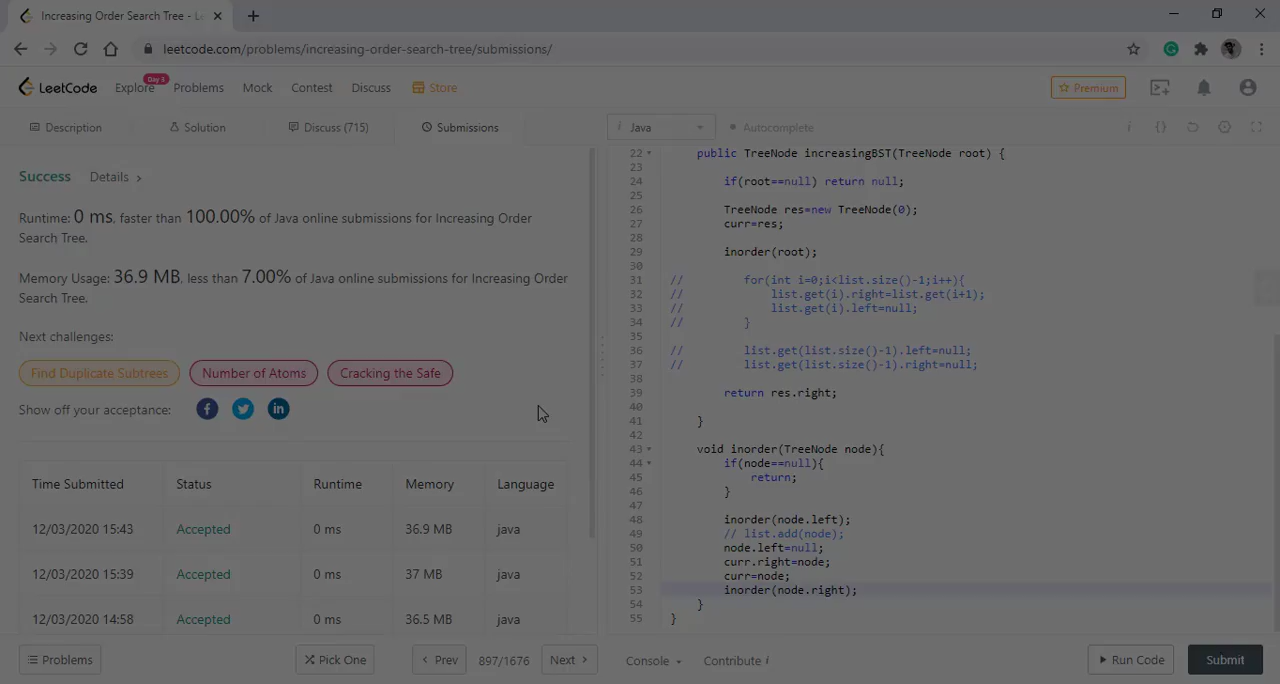 Increasing Order Search Tree - Le
leetcode.com/problems/increasing-order-search-tree/submissions/
LeetCode
Explore
Day 3
Problems
Mock
Contest
Discuss
Store
Premium
Description
Solution
Discuss (715)
Submissions
i Java
Autocomplete
Success Details
Runtime: 0 ms, faster than 100.00% of Java online submissions for Increasing Order
Search Tree.
Memory Usage: 36.9 MB, less than 7.00% of Java online submissions for Increasing Order
Search Tree.
Next challenges:
Find Duplicate Subtrees
Number of Atoms
Cracking the Safe
Show off your acceptance:
Time Submitted Status Runtime Memory Language
12/03/2020 15:43 Accepted 0 ms 36.9 MB java
12/03/2020 15:39 Accepted 0 ms 37 MB java
12/03/2020 14:58 Accepted 0 ms 36.5 MB java
22 public TreeNode increasingBST(TreeNode root) {
23
24 if(root==null) return null;
25
26 TreeNode res=new TreeNode(0);
27 curr=res;
28
29 inorder(root);
30
31 // for(int i=0;i<list.size()-1;i++){
32 // list.get(i).right=list.get(i+1);
33 // list.get(i).left=null;
34 // }
35
36 // list.get(list.size()-1).left=null;
37 // list.get(list.size()-1).right=null;
38
39 return res.right;
40
41 }
42
43 void inorder(TreeNode node){
44 if(node==null){
45 return;
46 }
47
48 inorder(node.left);
49 // list.add(node);
50 node.left=null;
51 curr.right=node;
52 curr=node;
53 inorder(node.right);
54 }
55 }
Problems
Pick One
Prev
897/1676
Next
Console
Contribute i
Run Code
Submit